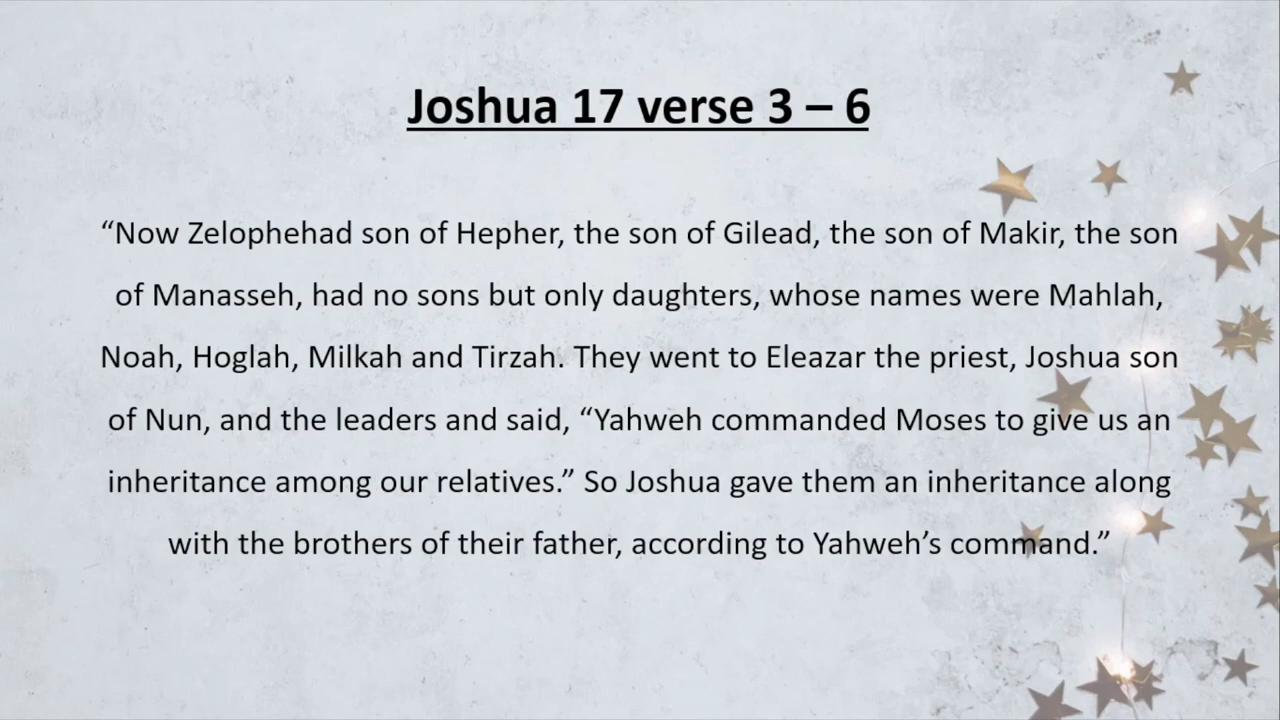 Joshua 17 verse 3 – 6
“Now Zelophehad son of Hepher, the son of Gilead, the son of Makir, the son
of Manasseh, had no sons but only daughters, whose names were Mahlah,
Noah, Hoglah, Milkah and Tirzah. They went to Eleazar the priest, Joshua son
of Nun, and the leaders and said, “Yahweh commanded Moses to give us an
inheritance among our relatives.” So Joshua gave them an inheritance along
with the brothers of their father, according to Yahweh’s command.”